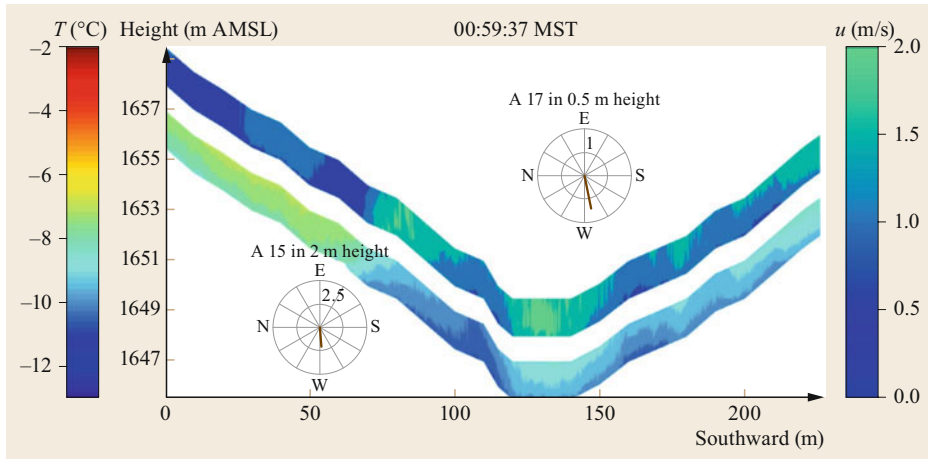 T (°C) Height (m AMSL) 00:59:37 MST u (m/s)
–2
–4
–6
–8
–10
–12
1657
1655
1653
1651
1649
1647
A 17 in 0.5 m height
E
1
N S
W
A 15 in 2 m height
E
2.5
N S
W
2.0
1.5
1.0
0.5
0.0
0 50 100 150 200
Southward (m)